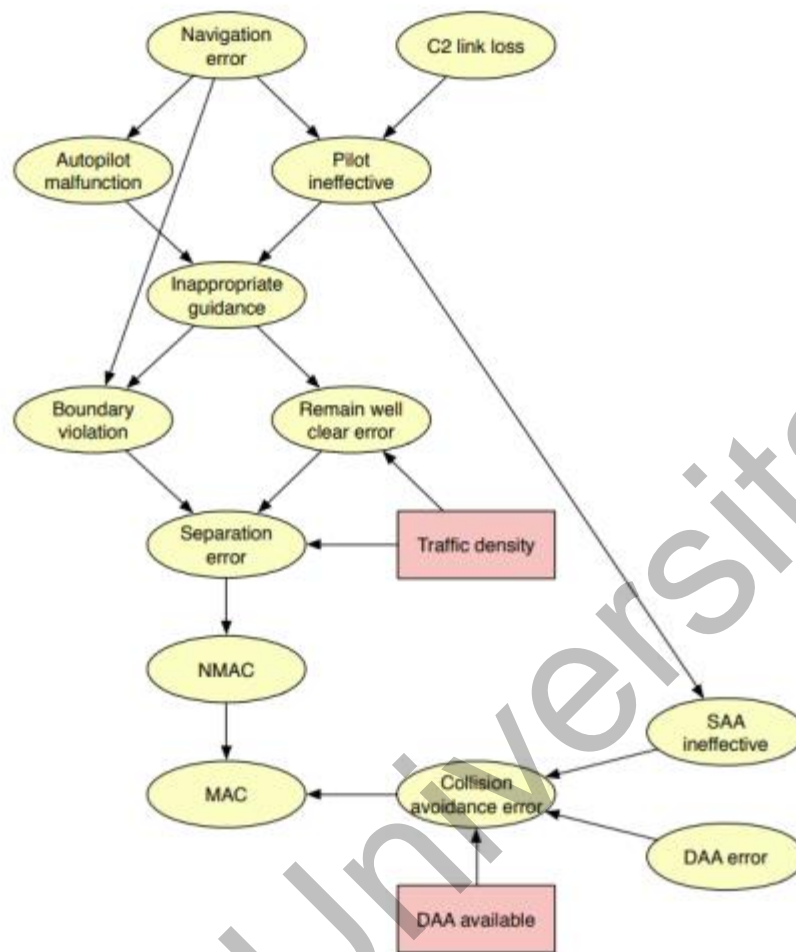 Navigation
error
C2 link loss
Autopilot
malfunction
Pilot
ineffective
Inappropriate
guidance
Boundary
violation
Remain well
clear error
Separation
error
Traffic density
NMAC
SAA
ineffective
MAC
Collision
avoidance error
DAA error
DAA available